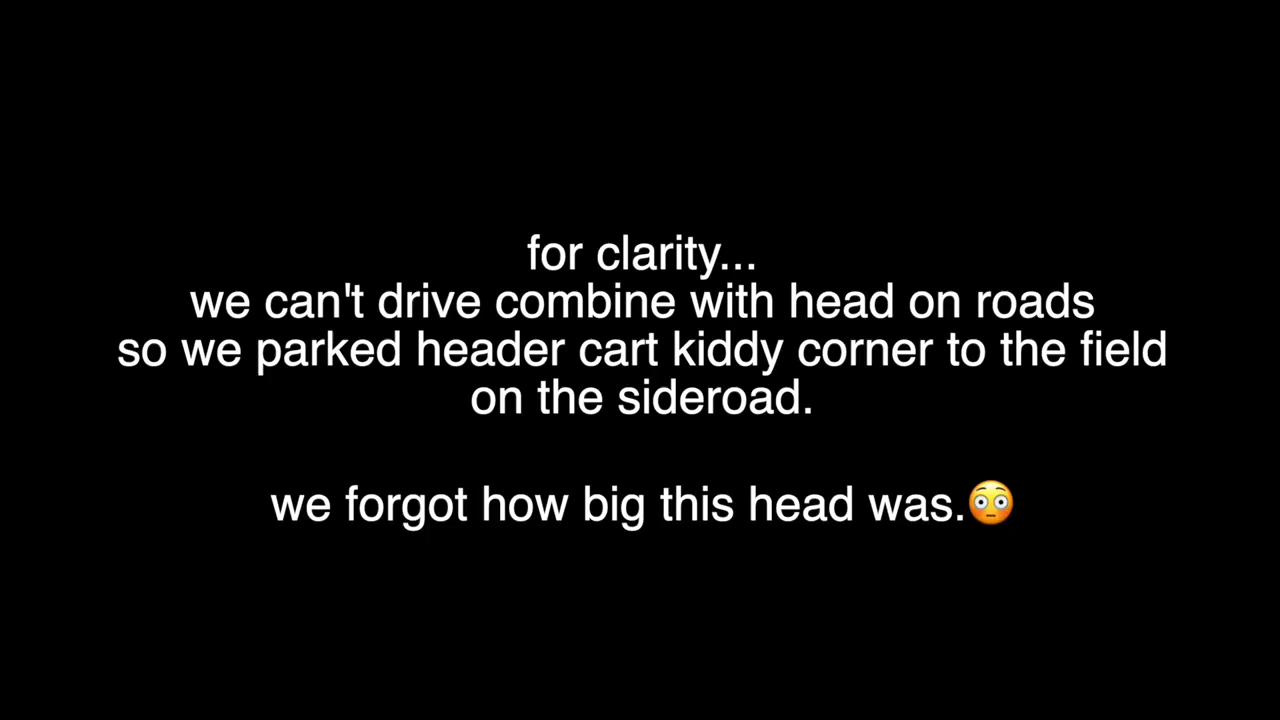 for clarity...
we can't drive combine with head on roads
so we parked header cart kiddy corner to the field
on the sideroad.
we forgot how big this head was.😳